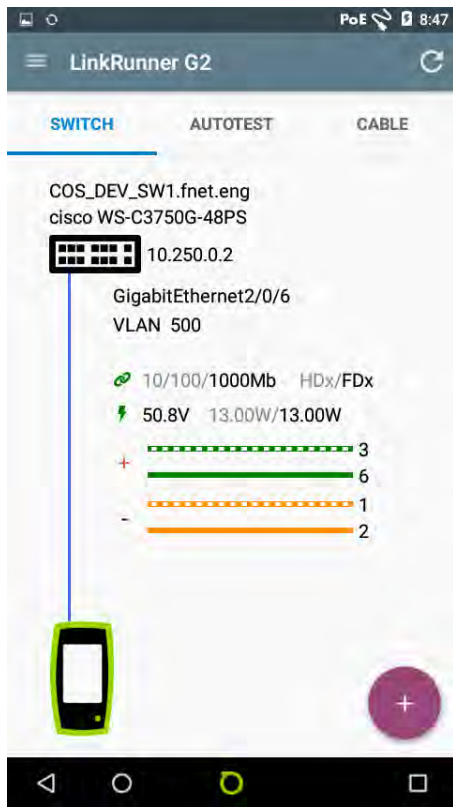 PoE 8:47
LinkRunner G2
SWITCH AUTOTEST CABLE
COS_DEV_SW1.fnet.eng
cisco WS-C3750G-48PS
10.250.0.2
GigabitEthernet2/0/6
VLAN 500
10/100/1000Mb HDx/FDx
50.8V 13.00W/13.00W
3
+
6
1
-
2
+